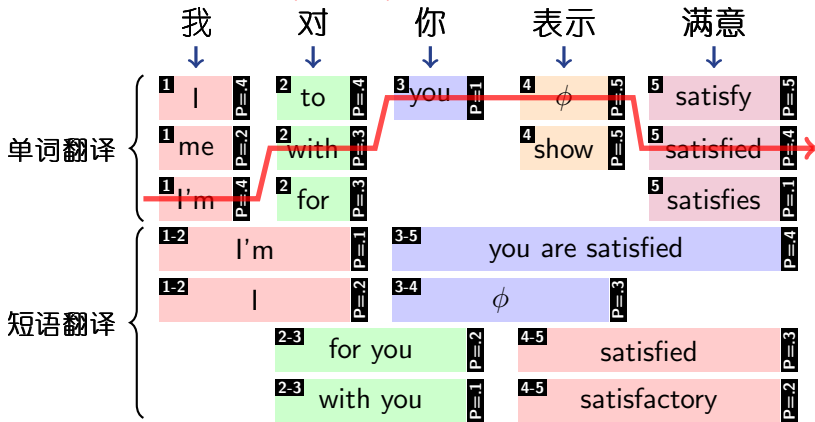 我 对 你 表示 满意
1 I P=.4 2 to P=.4 3 you P=1 4 ϕ P=.5 5 satisfy P=.5
单词翻译 1 me P=.2 2 with P=.3 4 show P=.5 5 satisfied P=.4
1 I'm P=.4 2 for P=.3 5 satisfies P=.1
1-2 I'm P=.1 3-5 you are satisfied P=.4
短语翻译 1-2 I P=.2 3-4 ϕ P=.3
2-3 for you P=.2 4-5 satisfied P=.3
2-3 with you P=.1 4-5 satisfactory P=.2